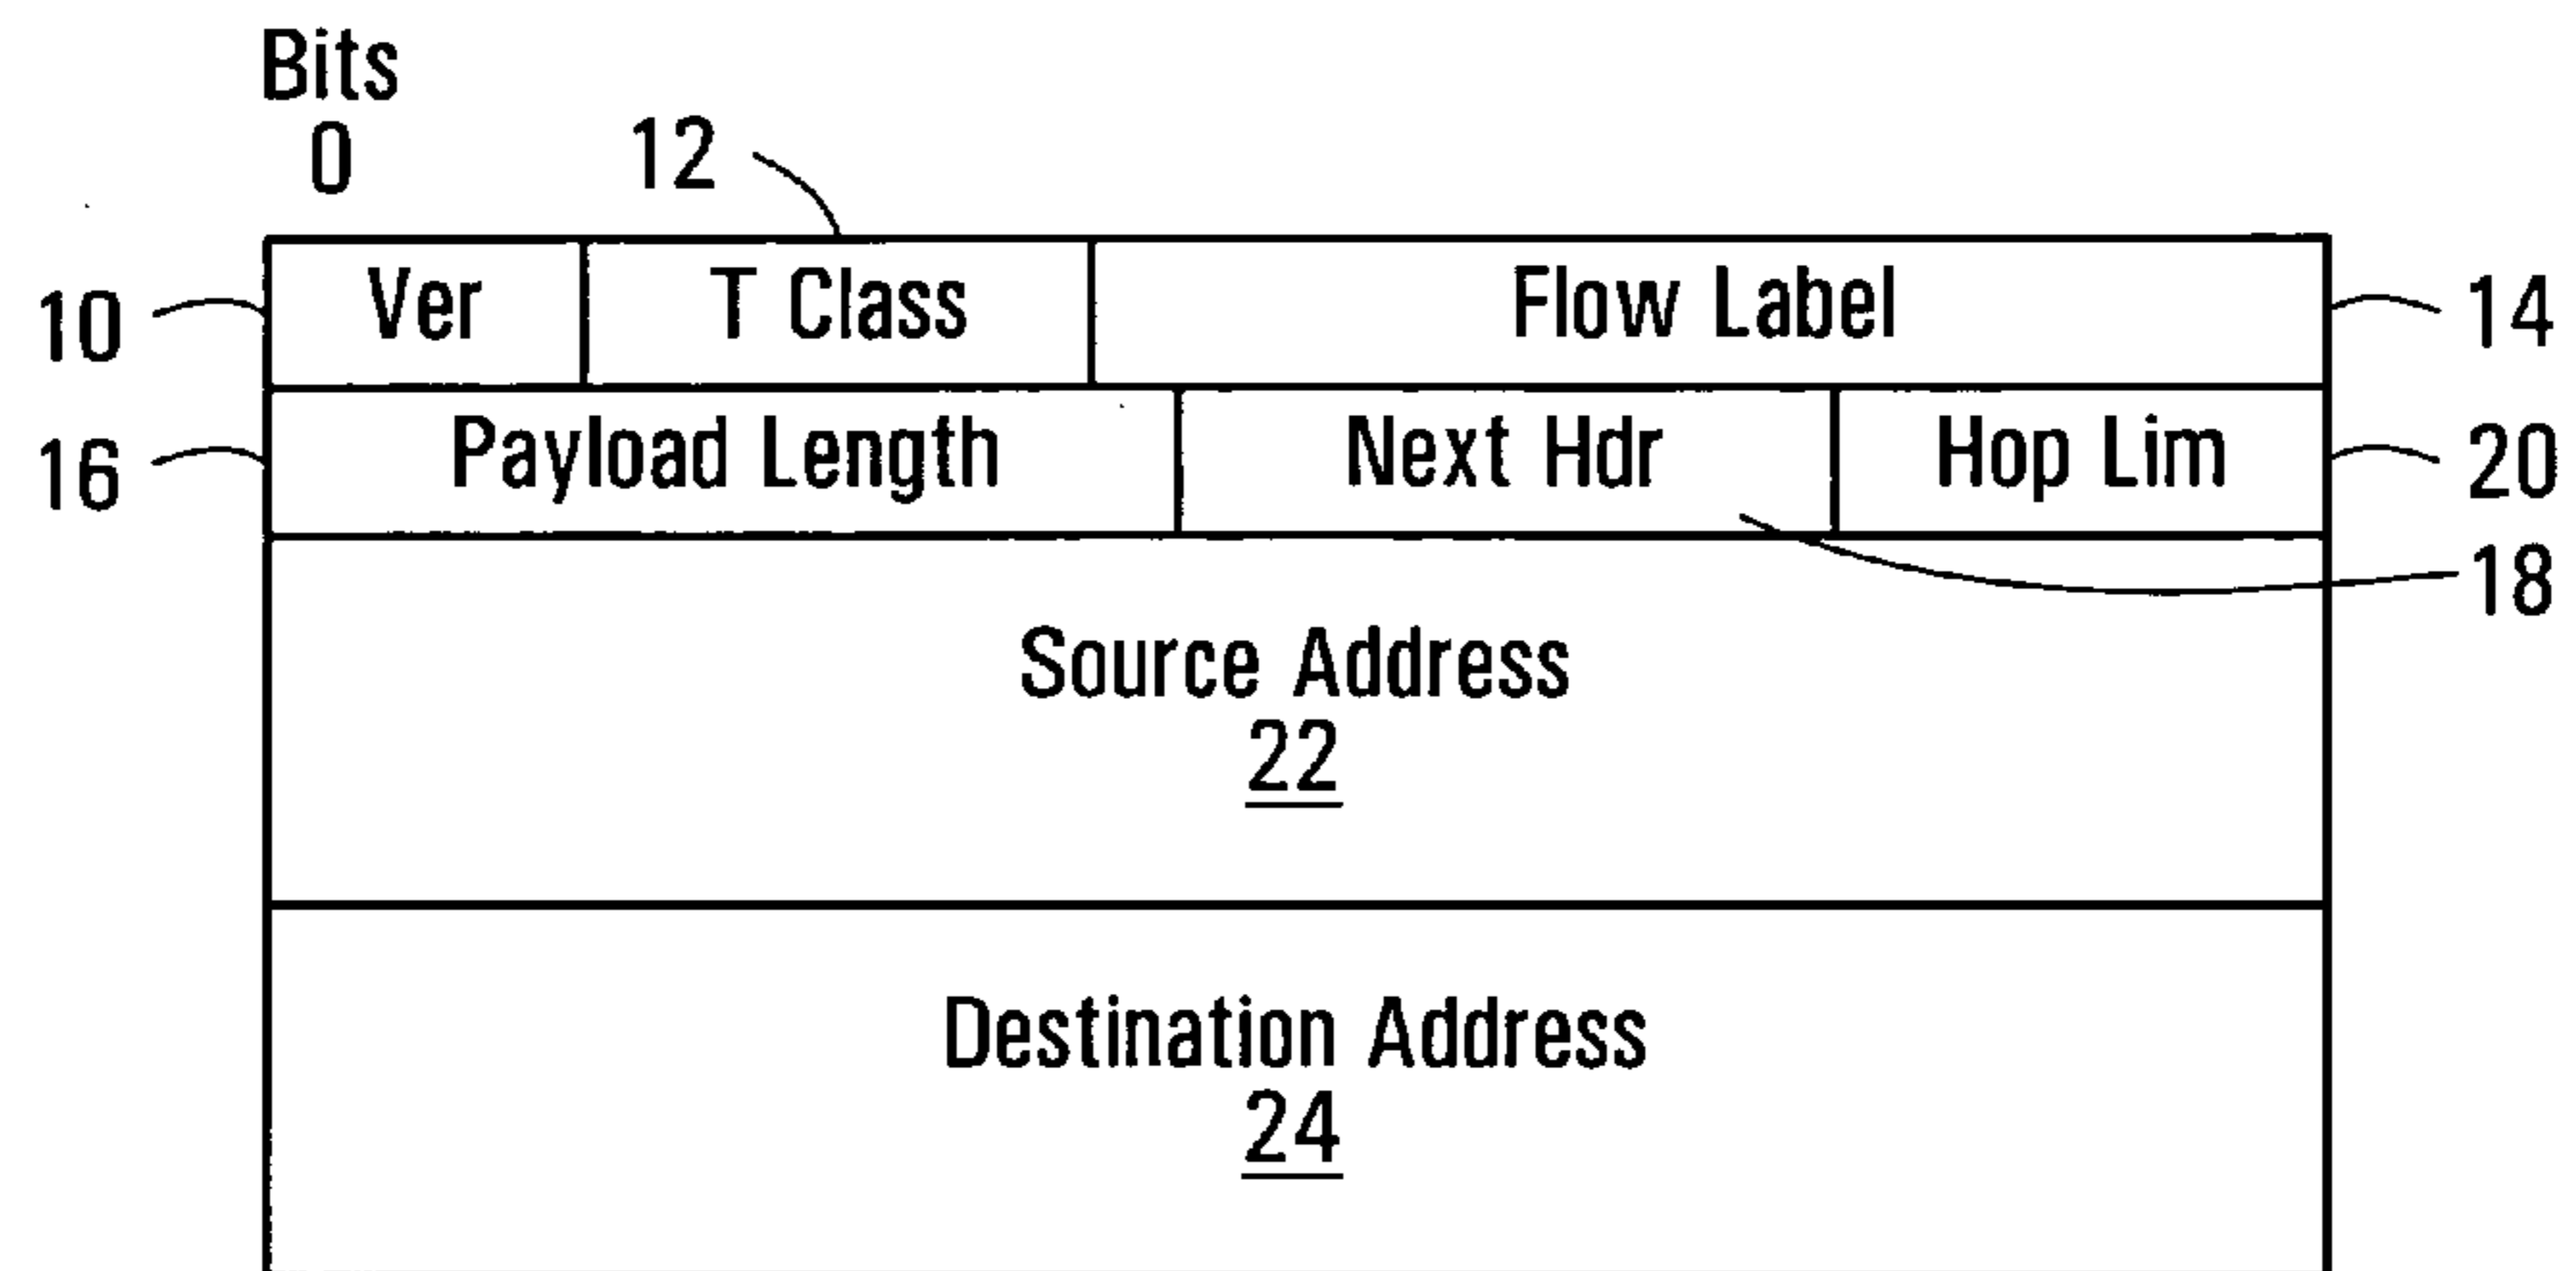 Bits
0
12
10
Ver
T Class
Flow Label
14
16
Payload Length
Next Hdr
Hop Lim
20
18
Source Address
22
Destination Address
24